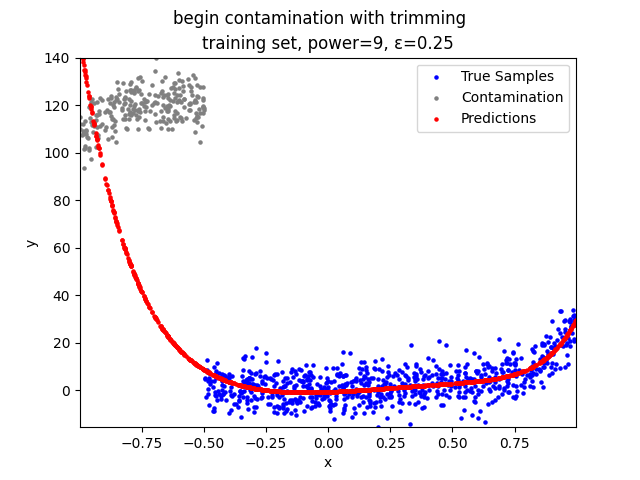 begin contamination with trimming
training set, power=9, ε=0.25
True Samples
Contamination
Predictions
140
120
100
80
60
40
20
0
y
−0.75
−0.50
−0.25
0.00
0.25
0.50
0.75
x